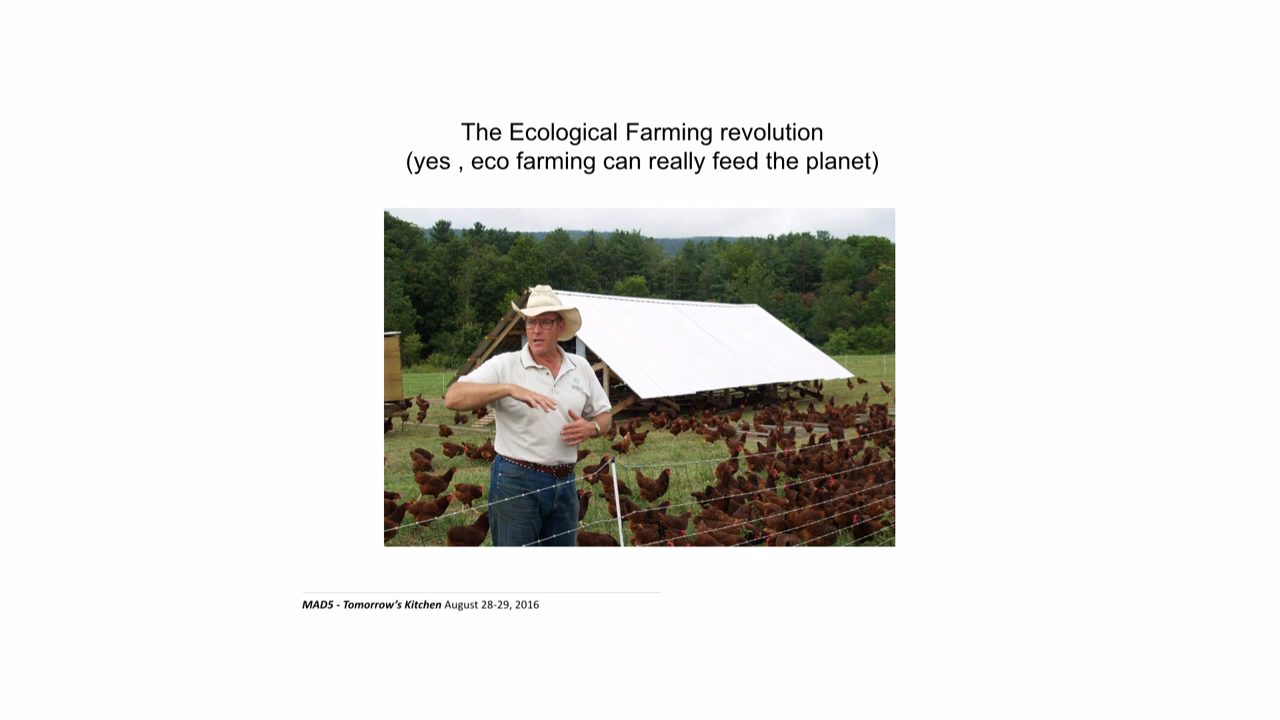 The Ecological Farming revolution
(yes , eco farming can really feed the planet)
MAD5 - Tomorrow's Kitchen August 28-29, 2016